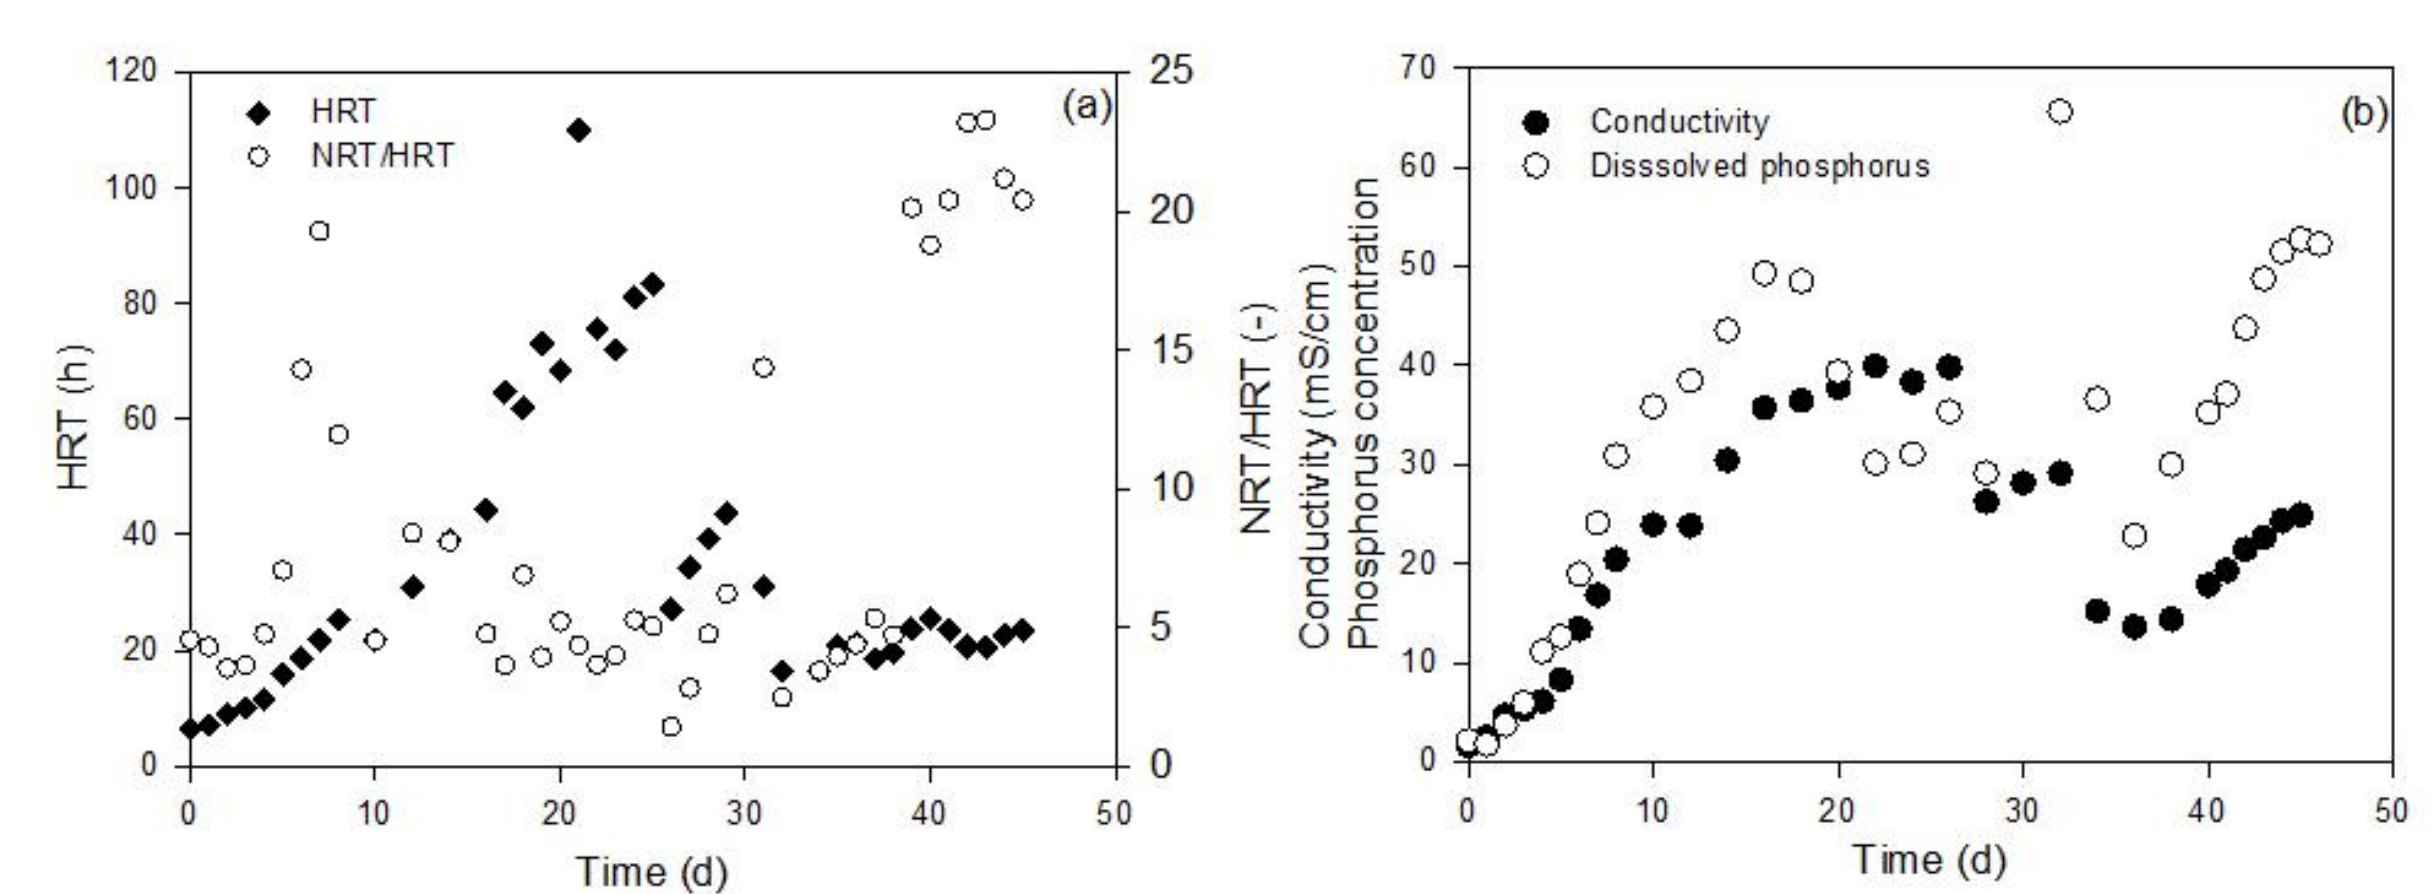 120
100
80
60
40
20
0
HRT (h)
HRT
NRT/HRT
(a)
25
20
15
10
5
0
NRT/HRT (-)
0 10 20 30 40 50
Time (d)
Conductivity (mS/cm)
Phosphorus concentration
70
60
50
40
30
20
10
0
Conductivity
Disssolved phosphorus
(b)
0 10 20 30 40 50
Time (d)